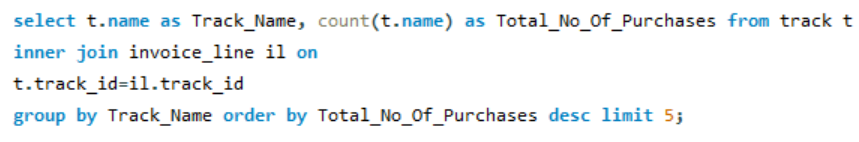 select t.name as Track_Name, count(t.name) as Total_No_Of_Purchases from track t
inner join invoice_line il on
t.track_id=il.track_id
group by Track_Name order by Total_No_Of_Purchases desc limit 5;